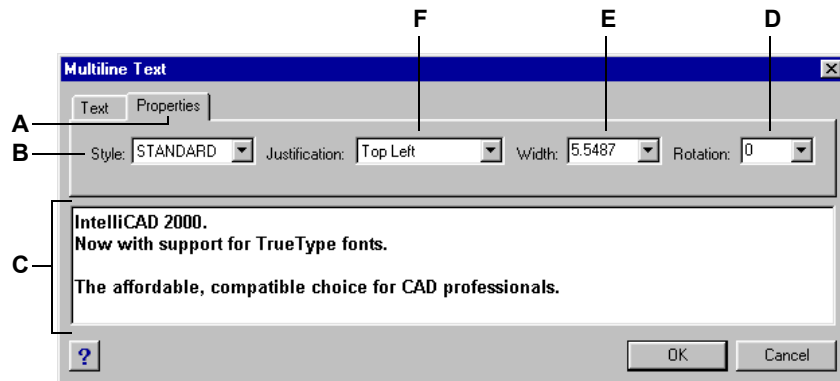 F E D
Multiline Text
Text Properties
A
B Style: STANDARD Justification: Top Left Width: 5.5487 Rotation: 0
IntelliCAD 2000.
Now with support for TrueType fonts.
C
The affordable, compatible choice for CAD professionals.
? OK Cancel